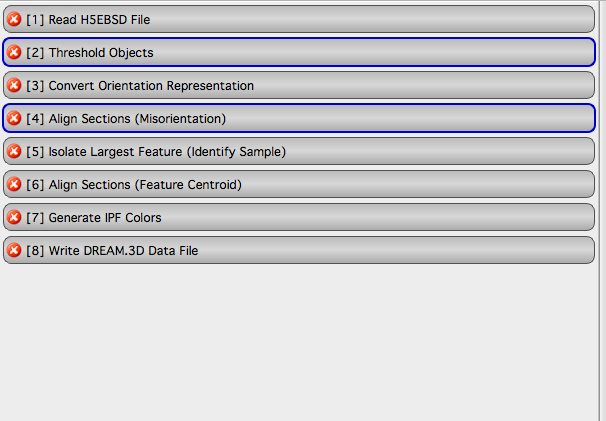 [1] Read H5EBSD File
[2] Threshold Objects
[3] Convert Orientation Representation
[4] Align Sections (Misorientation)
[5] Isolate Largest Feature (Identify Sample)
[6] Align Sections (Feature Centroid)
[7] Generate IPF Colors
[8] Write DREAM.3D Data File